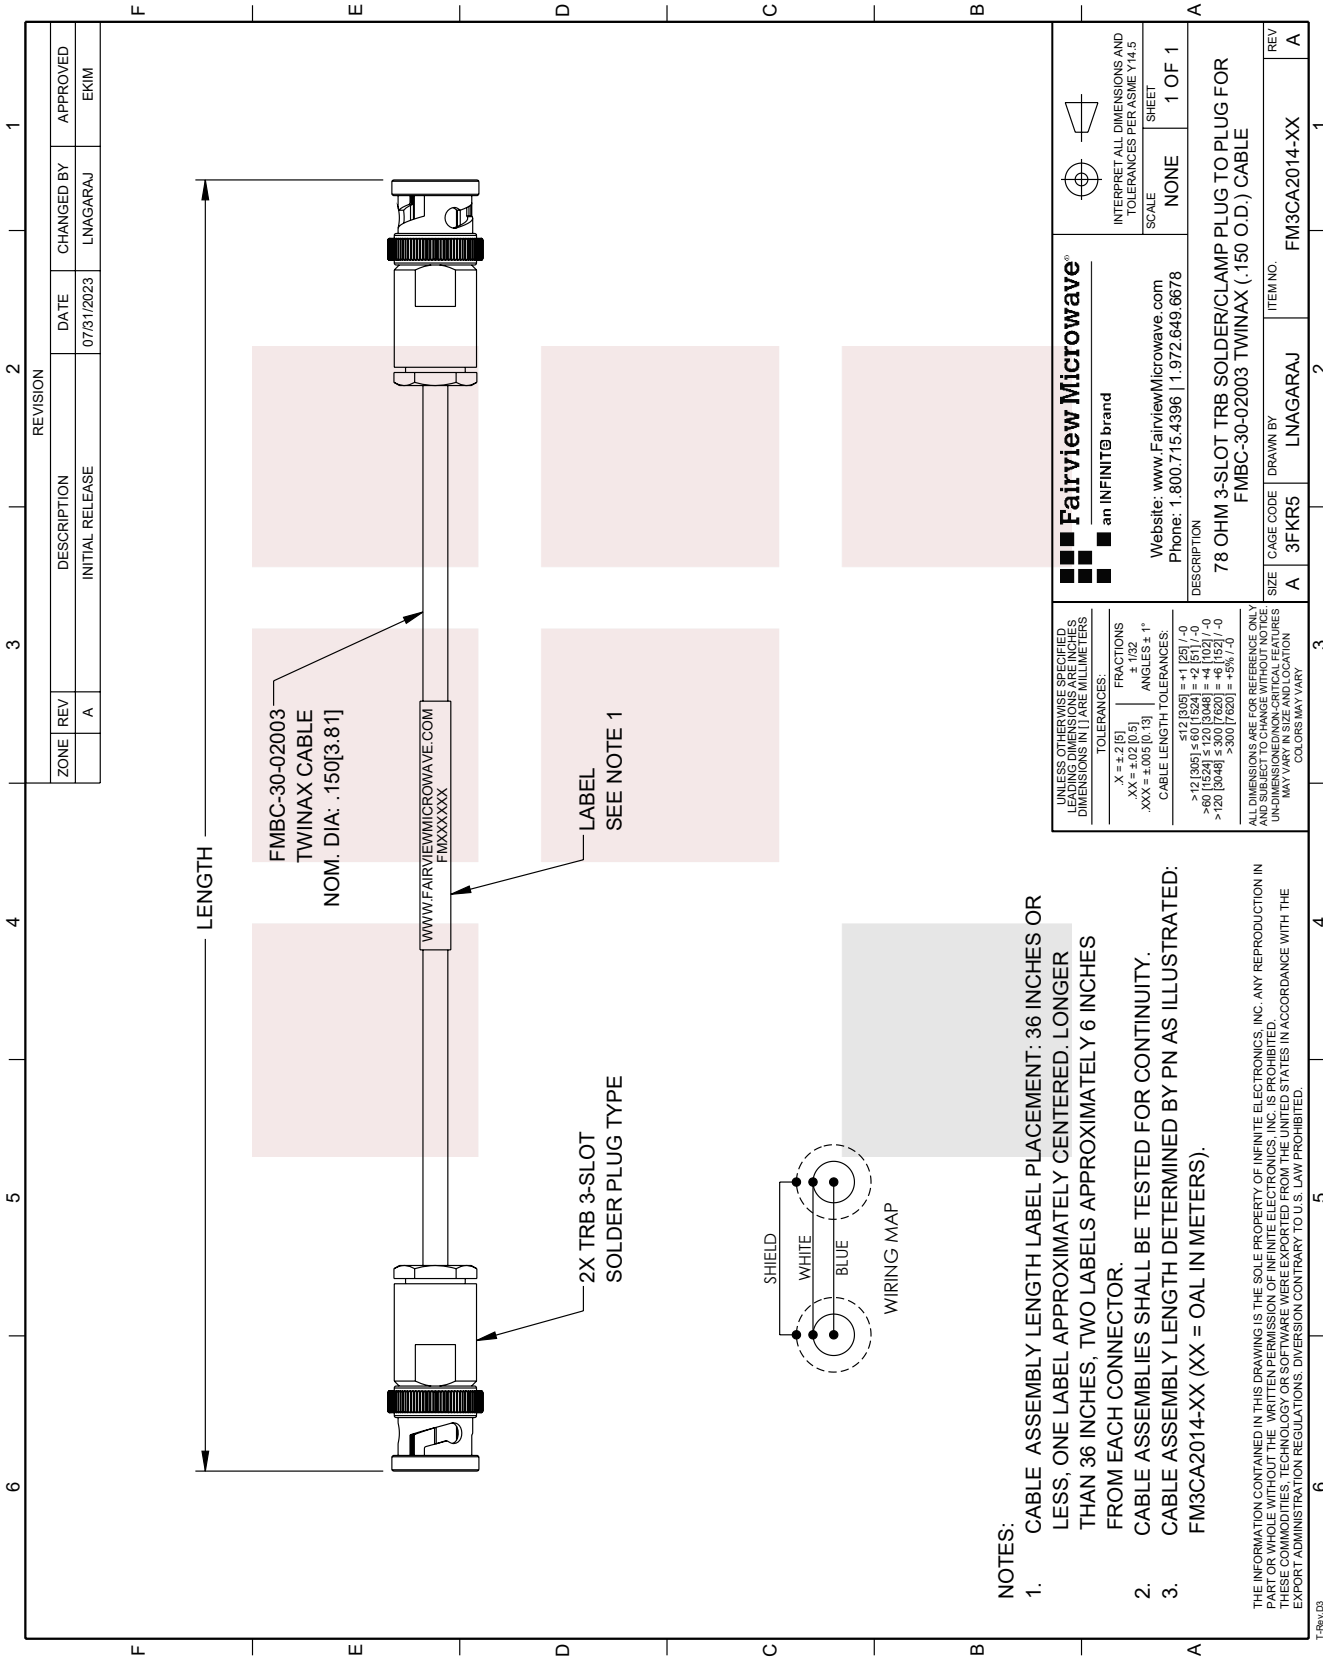 REVISION
ZONE REV DESCRIPTION DATE CHANGED BY APPROVED
A INITIAL RELEASE 07/31/2023 LNAGARAJ EKIM
6 5 4 3 2 1
F
E
D
C
B
A
F
E
D
C
B
A
LENGTH
FMBC-30-02003
TWINAX CABLE
NOM. DIA: .150[3.81]
WWW.FAIRVIEWMICROWAVE.COM
FMXXXXXX
LABEL
SEE NOTE 1
2X TRB 3-SLOT
SOLDER PLUG TYPE
SHIELD
WHITE
BLUE
WIRING MAP
NOTES:
1. CABLE ASSEMBLY LENGTH LABEL PLACEMENT: 36 INCHES OR
LESS, ONE LABEL APPROXIMATELY CENTERED. LONGER
THAN 36 INCHES, TWO LABELS APPROXIMATELY 6 INCHES
FROM EACH CONNECTOR.
2. CABLE ASSEMBLIES SHALL BE TESTED FOR CONTINUITY.
3. CABLE ASSEMBLY LENGTH DETERMINED BY PN AS ILLUSTRATED:
FM3CA2014-XX (XX = OAL IN METERS).
THE INFORMATION CONTAINED IN THIS DRAWING IS THE SOLE PROPERTY OF INFINITE ELECTRONICS, INC. ANY REPRODUCTION IN
PART OR WHOLE WITHOUT THE WRITTEN PERMISSION OF INFINITE ELECTRONICS, INC. IS PROHIBITED.
THESE COMMODITIES, TECHNOLOGY OR SOFTWARE WERE EXPORTED FROM THE UNITED STATES IN ACCORDANCE WITH THE
EXPORT ADMINISTRATION REGULATIONS. DIVERSION CONTRARY TO U.S. LAW PROHIBITED.
UNLESS OTHERWISE SPECIFIED
LEADING DIMENSIONS ARE INCHES
DIMENSIONS IN [ ] ARE MILLIMETERS
TOLERANCES:
.X = ±.2 [5] FRACTIONS
.XX = ±.02 [0.5] ± 1/32
.XXX = ±.005 [0.13] ANGLES ± 1°
CABLE LENGTH TOLERANCES:
≤12 [305] = +1 [25] / -0
>12 [305] ≤ 60 [1524] = +2 [51] / -0
>60 [1524] ≤ 120 [3048] = +4 [102] / -0
>120 [3048] ≤ 300 [7620] = +6 [152] / -0
>300 [7620] = +5% / -0
ALL DIMENSIONS ARE FOR REFERENCE ONLY
AND SUBJECT TO CHANGE WITHOUT NOTICE.
UN-DIMENSIONED/NON-CRITICAL FEATURES
MAY VARY IN SIZE AND LOCATION
COLORS MAY VARY
Fairview Microwave®
an INFINIT@ brand
Website: www.FairviewMicrowave.com
Phone: 1.800.715.4396 | 1.972.649.6678
INTERPRET ALL DIMENSIONS AND
TOLERANCES PER ASME Y14.5
SCALE NONE SHEET 1 OF 1
DESCRIPTION
78 OHM 3-SLOT TRB SOLDER/CLAMP PLUG TO PLUG FOR
FMBC-30-02003 TWINAX (.150 O.D.) CABLE
SIZE A CAGE CODE 3FKR5 DRAWN BY LNAGARAJ ITEM NO. FM3CA2014-XX REV A
6 5 4 3 2 1
T-Rev.D3